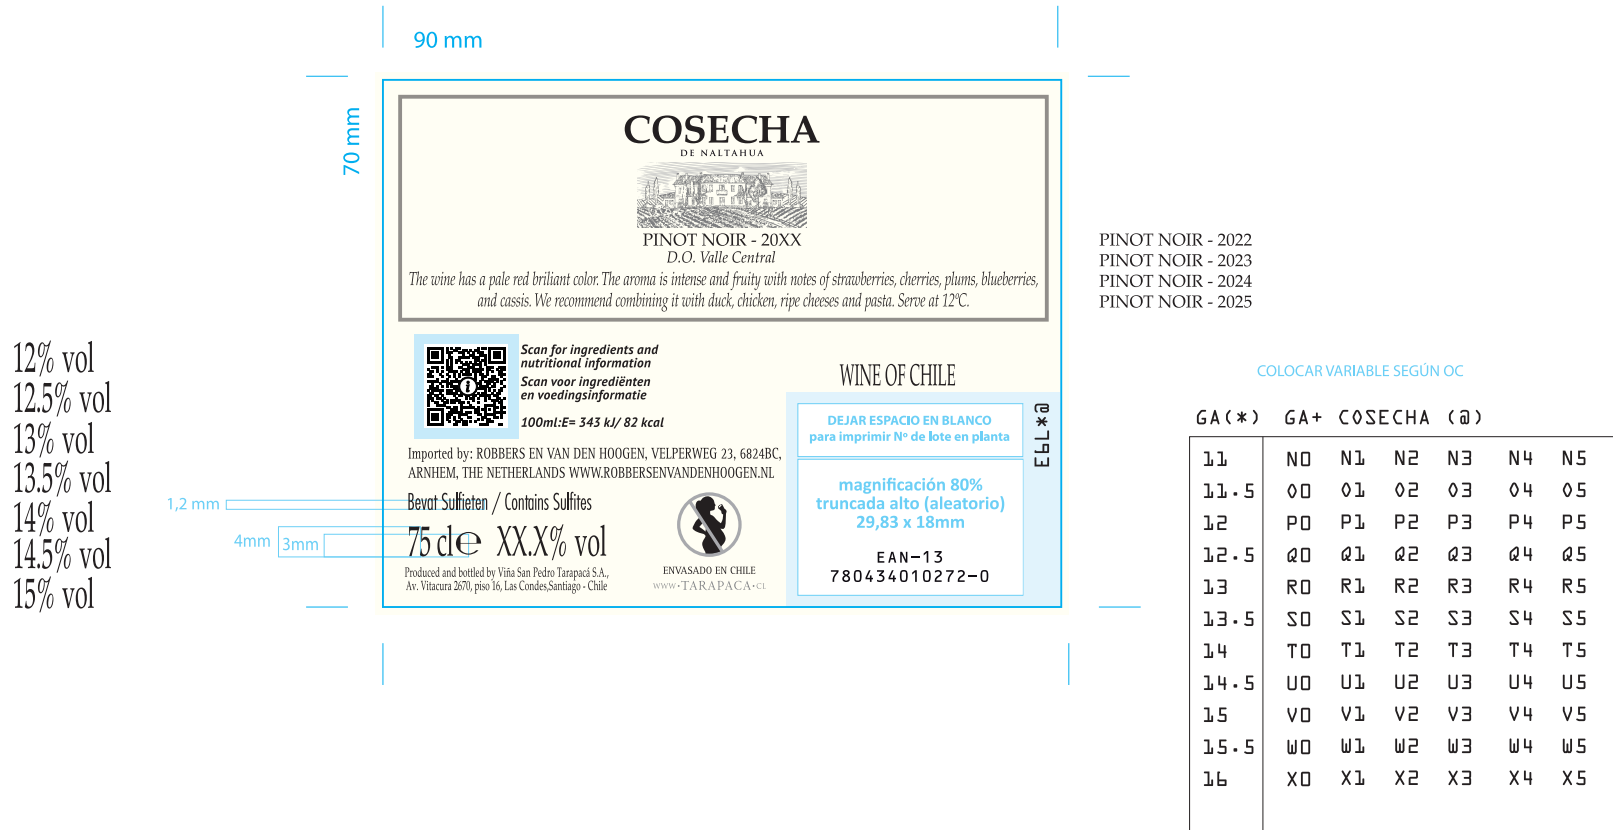 90 mm
70 mm
COSECHA
DE NALTAHUA
PINOT NOIR - 20XX
D.O. Valle Central
The wine has a pale red briliant color. The aroma is intense and fruity with notes of strawberries, cherries, plums, blueberries,
and cassis. We recommend combining it with duck, chicken, ripe cheeses and pasta. Serve at 12ºC.
PINOT NOIR - 2022
PINOT NOIR - 2023
PINOT NOIR - 2024
PINOT NOIR - 2025
12% vol
12.5% vol
13% vol
13.5% vol
14% vol
14.5% vol
15% vol
Scan for ingredients and
nutritional information
Scan voor ingrediënten
en voedingsinformatie
100ml:E= 343 kJ/ 82 kcal
Imported by: ROBBERS EN VAN DEN HOOGEN, VELPERWEG 23, 6824BC,
ARNHEM, THE NETHERLANDS WWW.ROBBERSENVANDENHOOGEN.NL
1,2 mm
Bevat Sulfieten / Contains Sulfites
4mm
3mm
75 cl e XX.X% vol
Produced and bottled by Viña San Pedro Tarapacá S.A.,
Av. Vitacura 2670, piso 16, Las Condes,Santiago - Chile
ENVASADO EN CHILE
WWW•TARAPACA•CL
WINE OF CHILE
DEJAR ESPACIO EN BLANCO
para imprimir Nº de lote en planta
magnificación 80%
truncada alto (aleatorio)
29,83 x 18mm
EAN-13
780434010272-0
COLOCAR VARIABLE SEGÚN OC
GA(*) GA+ COSECHA (@)
11 N0 N1 N2 N3 N4 N5
11.5 O0 O1 O2 O3 O4 O5
12 P0 P1 P2 P3 P4 P5
12.5 Q0 Q1 Q2 Q3 Q4 Q5
13 R0 R1 R2 R3 R4 R5
13.5 S0 S1 S2 S3 S4 S5
14 T0 T1 T2 T3 T4 T5
14.5 U0 U1 U2 U3 U4 U5
15 V0 V1 V2 V3 V4 V5
15.5 W0 W1 W2 W3 W4 W5
16 X0 X1 X2 X3 X4 X5